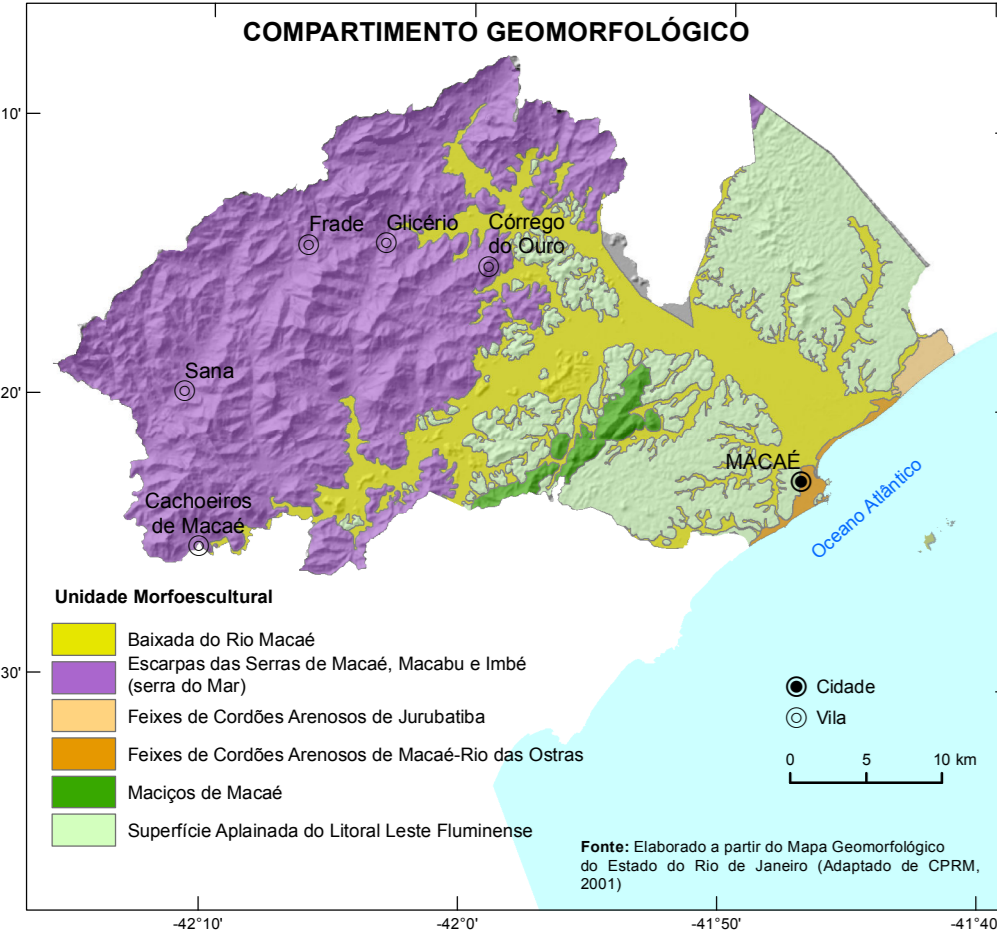 COMPARTIMENTO GEOMORFOLÓGICO
10'
Frade
Glicério
Córrego
do Ouro
Sana
20'
MACAÉ
Cachoeiros
de Macaé
Oceano Atlântico
Unidade Morfoescultural
Baixada do Rio Macaé
Escarpas das Serras de Macaé, Macabu e Imbé
(serra do Mar)
Feixes de Cordões Arenosos de Jurubatiba
Feixes de Cordões Arenosos de Macaé-Rio das Ostras
Maciços de Macaé
Superfície Aplainada do Litoral Leste Fluminense
30'
Cidade
Vila
0 5 10 km
Fonte: Elaborado a partir do Mapa Geomorfológico
do Estado do Rio de Janeiro (Adaptado de CPRM,
2001)
-42°10' -42°0' -41°50' -41°40'